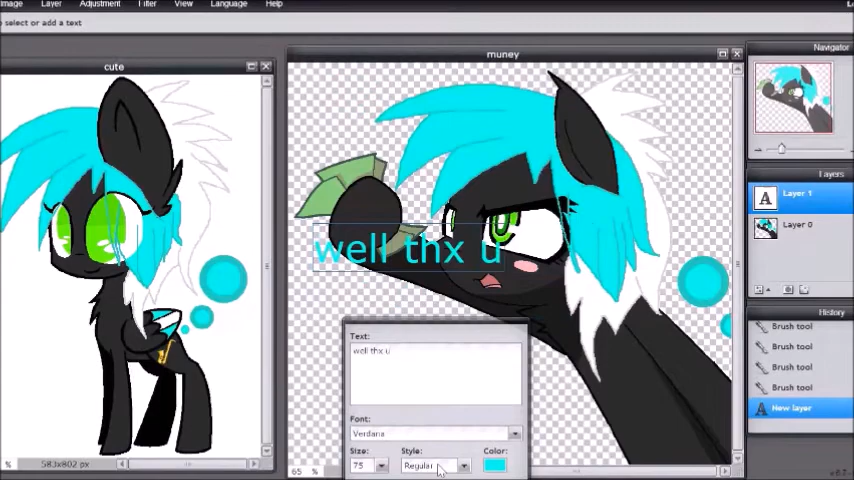 Image Layer Adjustment Filter View Language Help
select or add a text
cute
muney
Navigator
well thx u
Layers
Layer 1
Layer 0
History
Brush tool
Brush tool
Brush tool
Brush tool
New layer
Text:
well thx u
Font:
Verdana
Size: Style: Color:
75 Regular
% 583x802 px
65 %